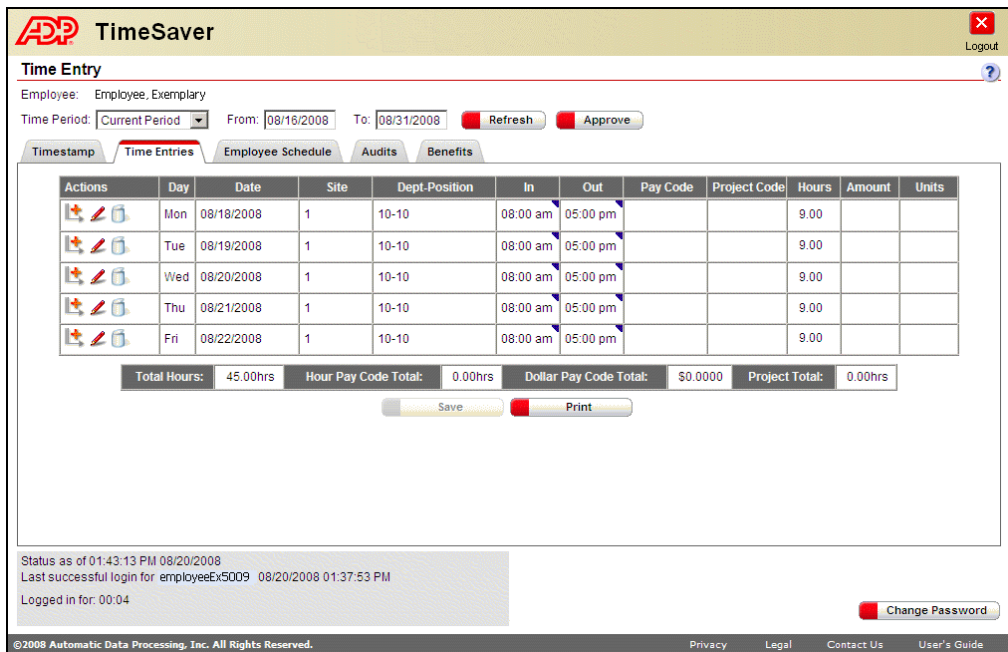 ADP TimeSaver
Logout
Time Entry
?
Employee: Employee, Exemplary
Time Period: Current Period From: 08/16/2008 To: 08/31/2008 Refresh Approve
Timestamp Time Entries Employee Schedule Audits Benefits
Actions Day Date Site Dept-Position In Out Pay Code Project Code Hours Amount Units
Mon 08/18/2008 1 10-10 08:00 am 05:00 pm 9.00
Tue 08/19/2008 1 10-10 08:00 am 05:00 pm 9.00
Wed 08/20/2008 1 10-10 08:00 am 05:00 pm 9.00
Thu 08/21/2008 1 10-10 08:00 am 05:00 pm 9.00
Fri 08/22/2008 1 10-10 08:00 am 05:00 pm 9.00
Total Hours: 45.00hrs Hour Pay Code Total: 0.00hrs Dollar Pay Code Total: $0.0000 Project Total: 0.00hrs
Save Print
Status as of 01:43:13 PM 08/20/2008
Last successful login for employeeEx5009 08/20/2008 01:37:53 PM
Logged in for: 00:04
Change Password
©2008 Automatic Data Processing, Inc. All Rights Reserved. Privacy Legal Contact Us User's Guide